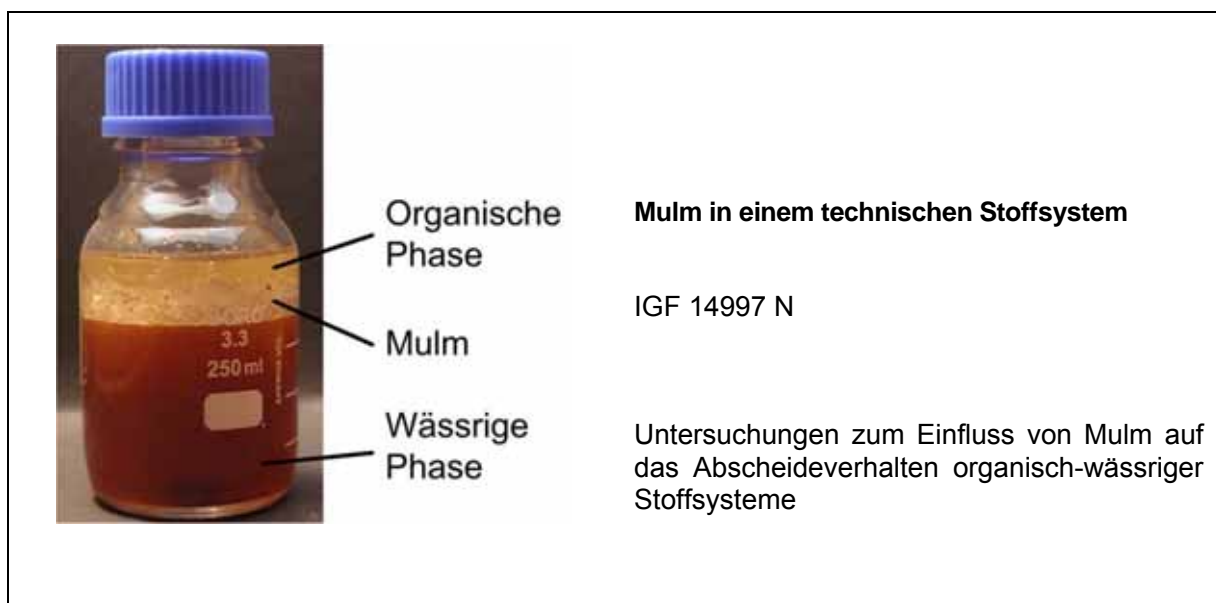 Organische
Phase
Mulm
Wässrige
Phase
3.3
250 ml
Mulm in einem technischen Stoffsystem
IGF 14997 N
Untersuchungen zum Einfluss von Mulm auf
das Abscheideverhalten organisch-wässriger
Stoffsysteme